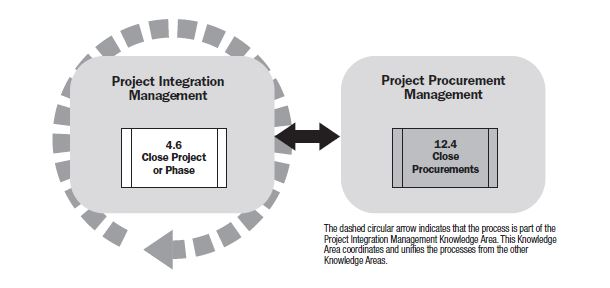 Project Integration
Management
4.6
Close Project
or Phase
Project Procurement
Management
12.4
Close
Procurements
The dashed circular arrow indicates that the process is part of the
Project Integration Management Knowledge Area. This Knowledge
Area coordinates and unifies the processes from the other
Knowledge Areas.